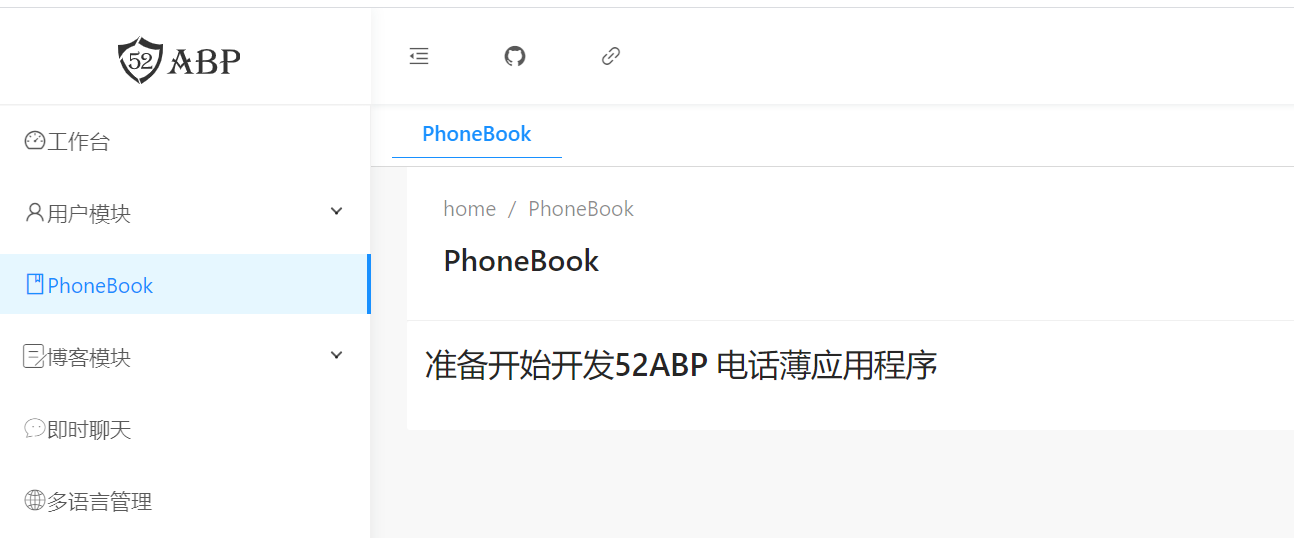 52 ABP
工作台
用户模块
PhoneBook
博客模块
即时聊天
多语言管理
PhoneBook
home / PhoneBook
PhoneBook
准备开始开发52ABP 电话薄应用程序